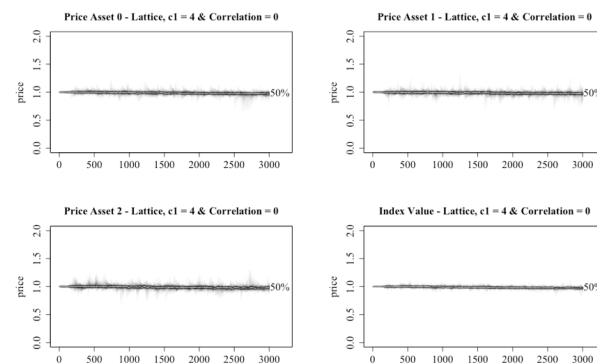 Price Asset 0 - Lattice, c1 = 4 & Correlation = 0
price
0.0 0.5 1.0 1.5 2.0
50%
0 500 1000 1500 2000 2500 3000
Price Asset 1 - Lattice, c1 = 4 & Correlation = 0
price
0.0 0.5 1.0 1.5 2.0
50%
0 500 1000 1500 2000 2500 3000
Price Asset 2 - Lattice, c1 = 4 & Correlation = 0
price
0.0 0.5 1.0 1.5 2.0
50%
0 500 1000 1500 2000 2500 3000
Index Value - Lattice, c1 = 4 & Correlation = 0
price
0.0 0.5 1.0 1.5 2.0
50%
0 500 1000 1500 2000 2500 3000